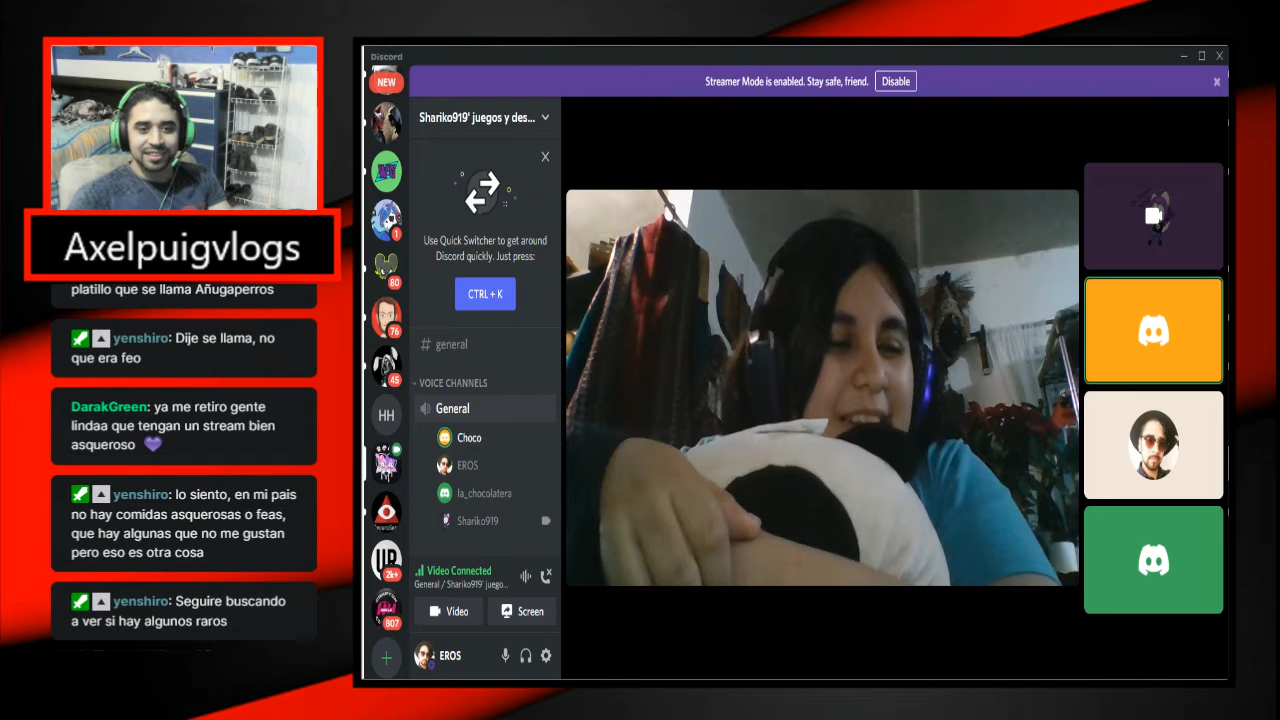 Axelpuigvlogs
platillo que se llama Añugaperros
yenshiro: Dije se llama, no
que era feo
DarakGreen: ya me retiro gente
lindaa que tengan un stream bien
asqueroso
yenshiro: lo siento, en mi pais
no hay comidas asquerosas o feas,
que hay algunas que no me gustan
pero eso es otra cosa
yenshiro: Seguire buscando
a ver si hay algunos raros
Discord
NEW
1
80
76
45
HH
2k+
807
Streamer Mode is enabled. Stay safe, friend.
Disable
Shariko919' juegos y des...
Use Quick Switcher to get around
Discord quickly. Just press:
CTRL + K
# general
VOICE CHANNELS
General
Choco
EROS
la_chocolatera
Shariko919
Video Connected
General / Shariko919' juego...
Video
Screen
EROS